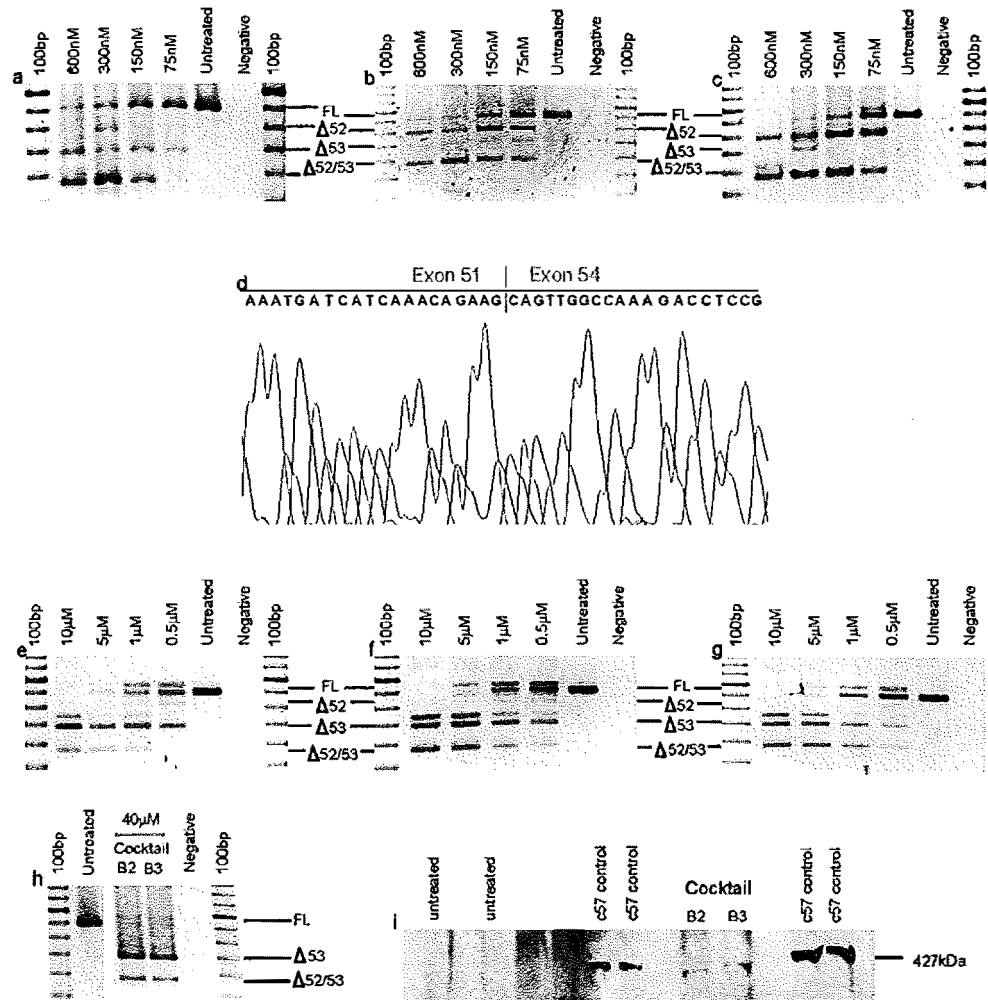 a
100bp
600nM
300nM
150nM
75nM
Untreated
Negative
100bp
FL
Δ52
Δ53
Δ52/53
b
100bp
600nM
300nM
150nM
75nM
Untreated
Negative
100bp
FL
Δ52
Δ53
Δ52/53
c
100bp
600nM
300nM
150nM
75nM
Untreated
Negative
100bp
d
Exon 51 | Exon 54
AAATGATCATCAAACAGAAGCAGTTGGCCAAAGACCTCCG
e
100bp
10µM
5µM
1µM
0.5µM
Untreated
Negative
100bp
FL
Δ52
Δ53
Δ52/53
f
100bp
10µM
5µM
1µM
0.5µM
Untreated
Negative
FL
Δ52
Δ53
Δ52/53
g
100bp
10µM
5µM
1µM
0.5µM
Untreated
Negative
h
100bp
Untreated
40µM
Cocktail
B2 B3
Negative
100bp
FL
Δ53
Δ52/53
i
untreated
untreated
c57 control
c57 control
Cocktail
B2 B3
c57 control
c57 control
427kDa